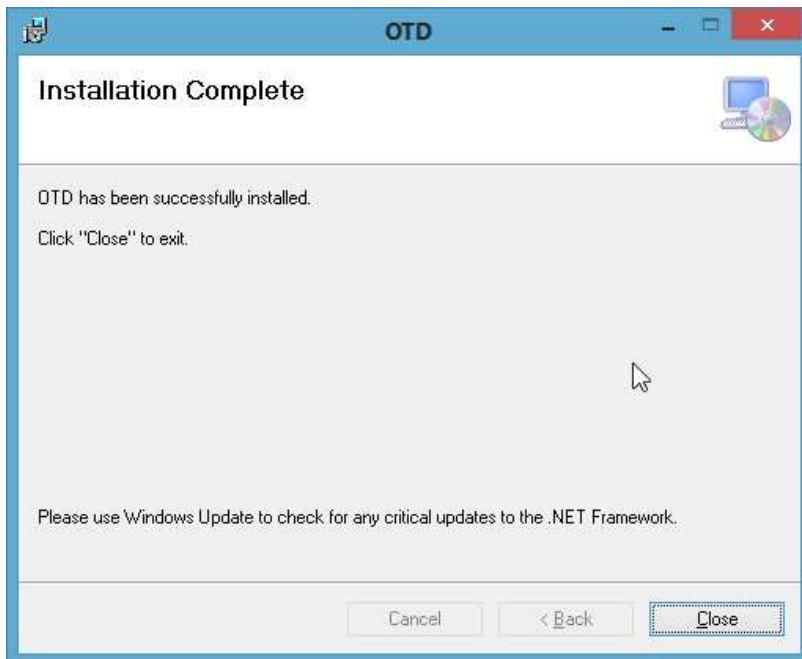 OTD
Installation Complete
OTD has been successfully installed.
Click "Close" to exit.
Please use Windows Update to check for any critical updates to the .NET Framework.
Cancel
< Back
Close